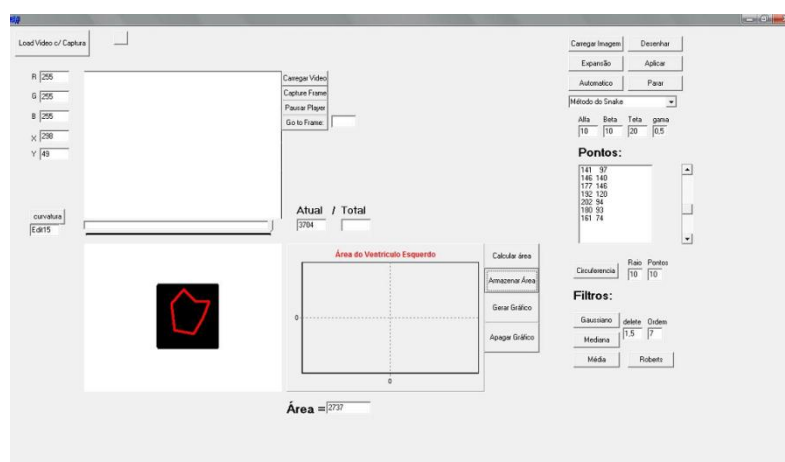 Load Video c/ Captura
R 255
G 255
B 255
X 298
Y 49
curvatura
Edit15
Carregar Video
Capture Frame
Pausar Player
Go to Frame:
Atual / Total
3704
Área do Ventriculo Esquerdo
0
0
Calcular área
Armazenar Área
Gerar Gráfico
Apagar Gráfico
Área = 2737
Carregar Imagem Desenhar
Expansão Aplicar
Automatico Parar
Método do Snake
Alfa Beta Teta gama
10 10 20 0,5
Pontos:
141 97
146 140
177 146
192 120
202 94
180 93
161 74
Raio Pontos
Circuferencia 10 10
Filtros:
Gaussiano delete Ordem
1,5 7
Mediana
Média Roberts